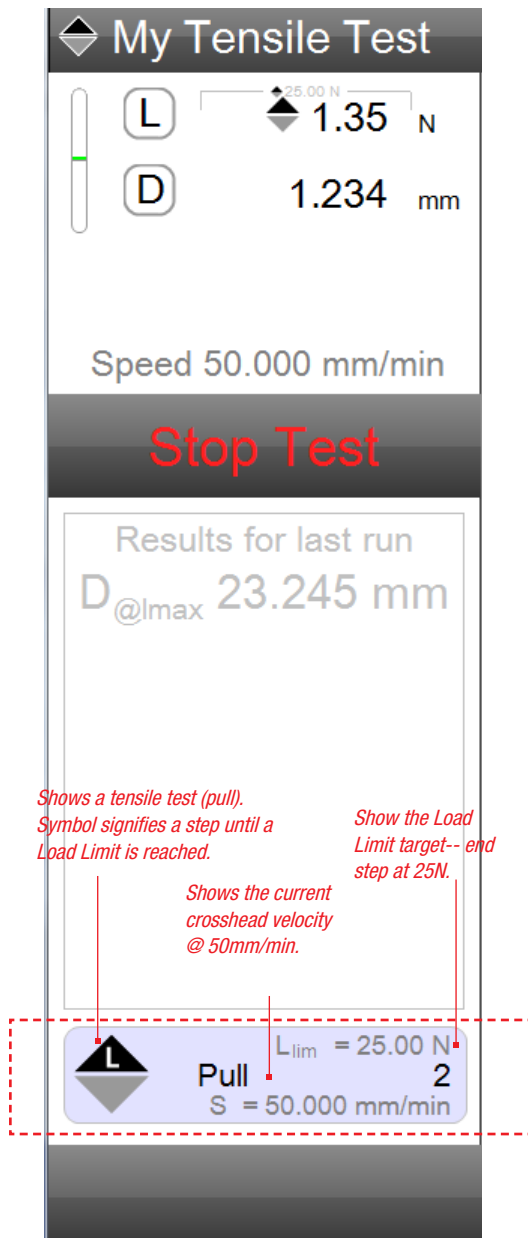 My Tensile Test
25.00 N
L 1.35 N
D 1.234 mm
Speed 50.000 mm/min
Stop Test
Results for last run
D@lmax 23.245 mm
Shows a tensile test (pull).
Symbol signifies a step until a
Load Limit is reached.
Show the Load
Limit target-- end
step at 25N.
Shows the current
crosshead velocity
@ 50mm/min.
L
Llim = 25.00 N
Pull 2
S = 50.000 mm/min